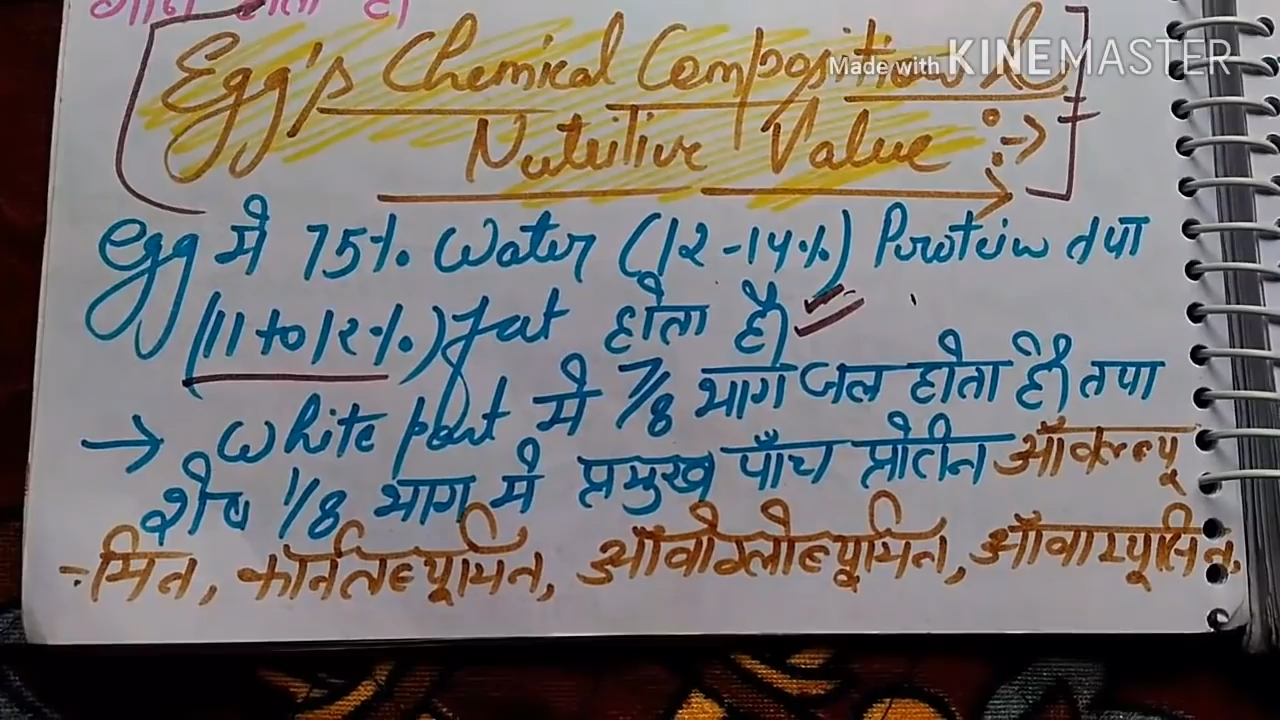 होता है।
Egg's Chemical Composition &
Made with KINEMASTER
Nutritive Value :->
Egg में 75%. Water (12-14%) Protein तथा
(11 to 12%.) fat होता है।
→ White part में 7/8 भाग जल होता है। तथा
शेष 1/8 भाग में प्रमुख पाँच प्रोटीन ऑवल्ब्यू
-मिन, कॉर्नलब्यूमिन, ऑवोग्लोब्यूमिन, ऑवाम्यूसिन,